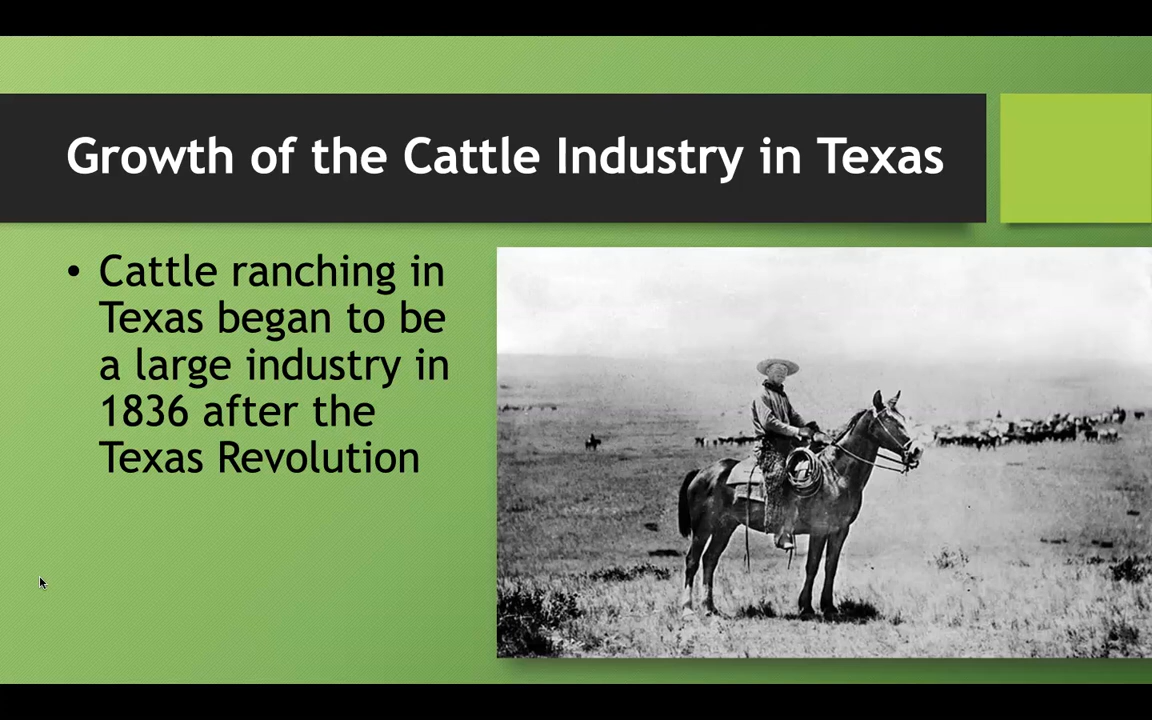 Growth of the Cattle Industry in Texas
• Cattle ranching in
Texas began to be
a large industry in
1836 after the
Texas Revolution